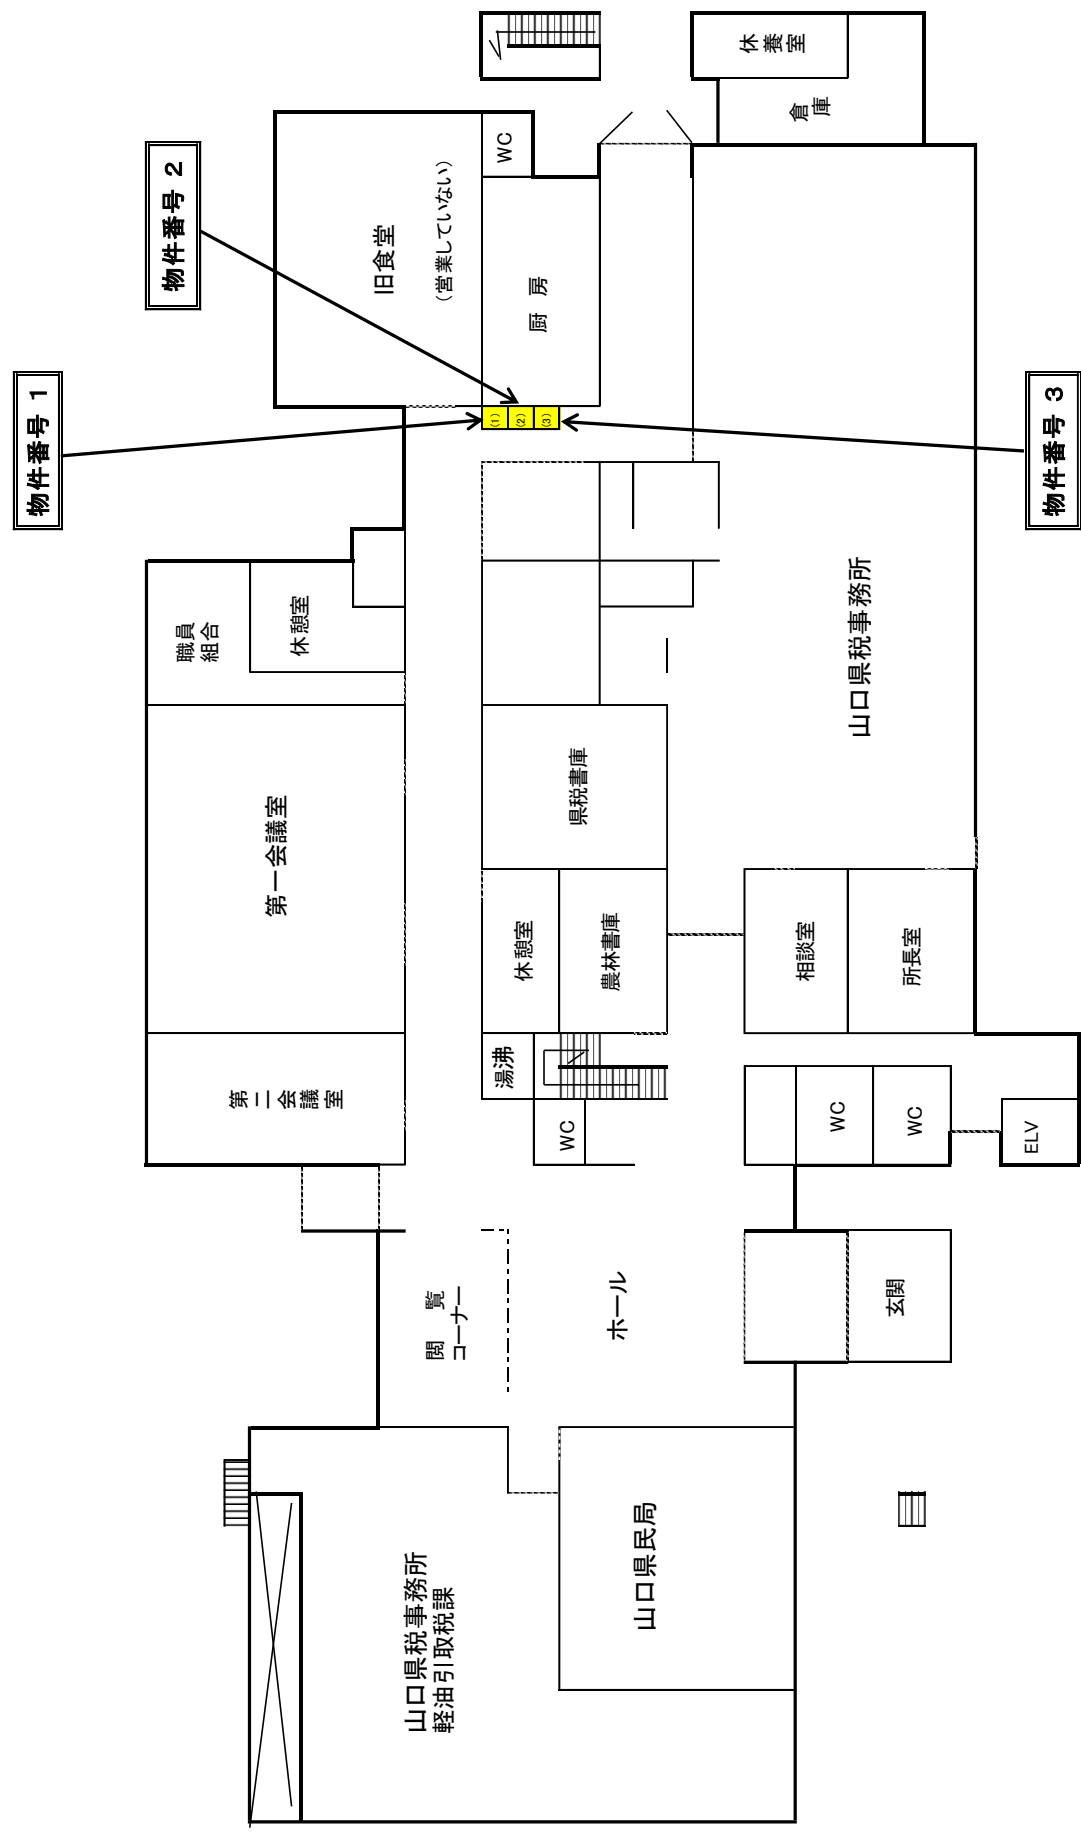 物件番号 1
物件番号 2
物件番号 3
旧食堂
(営業していない)
WC
厨 房
(1)
(2)
(3)
休 養 室
倉 庫
職員
組合
休憩室
第一会議室
第二会議室
県税書庫
休憩室
農林書庫
湯沸
WC
山口県税事務所
相談室
所長室
WC
WC
ELV
閲 覧
コーナー
ホール
玄関
山口県税事務所
軽油引取税課
山口県民局